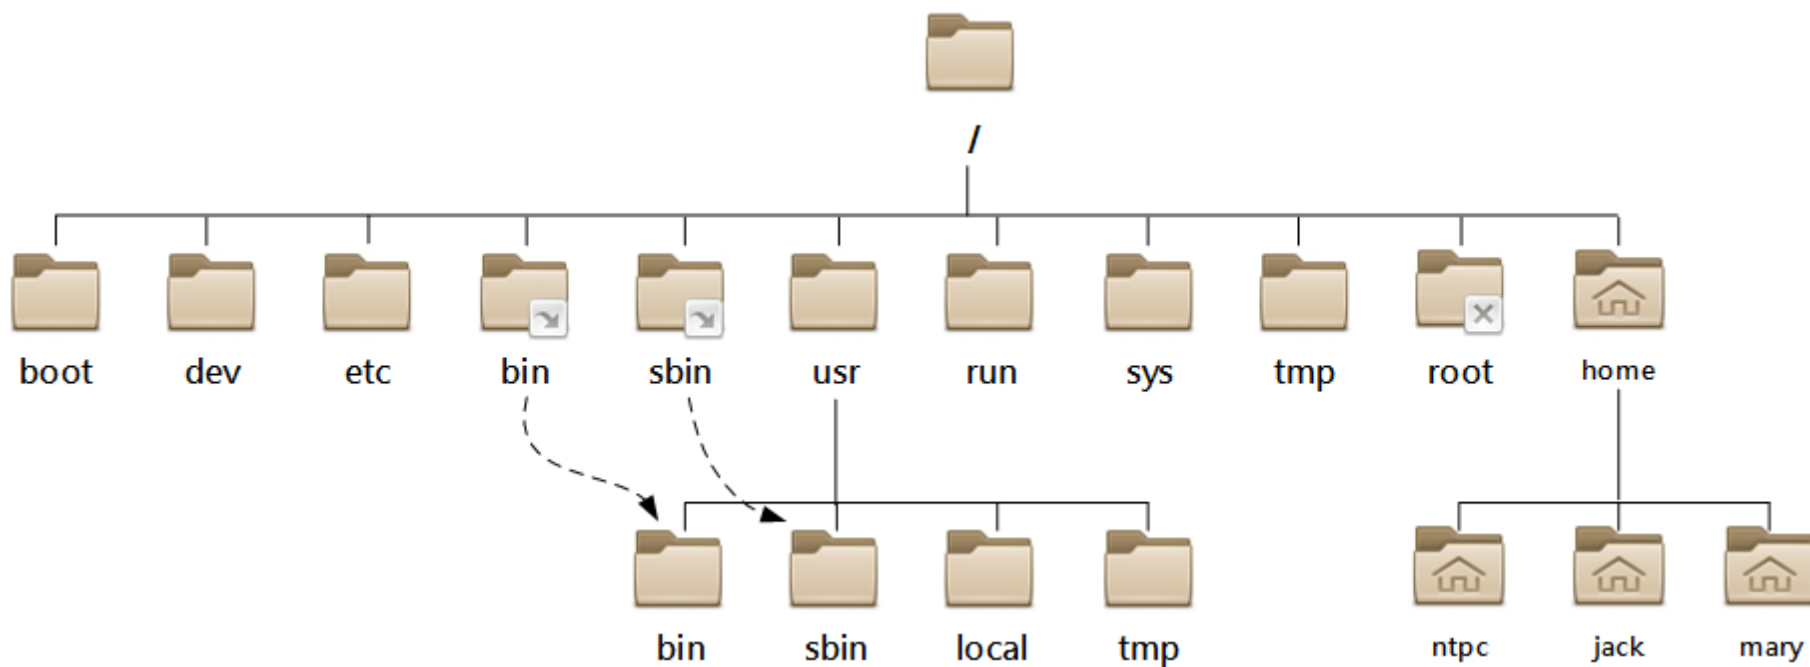 /
boot dev etc bin sbin usr run sys tmp root home
bin sbin local tmp ntpc jack mary